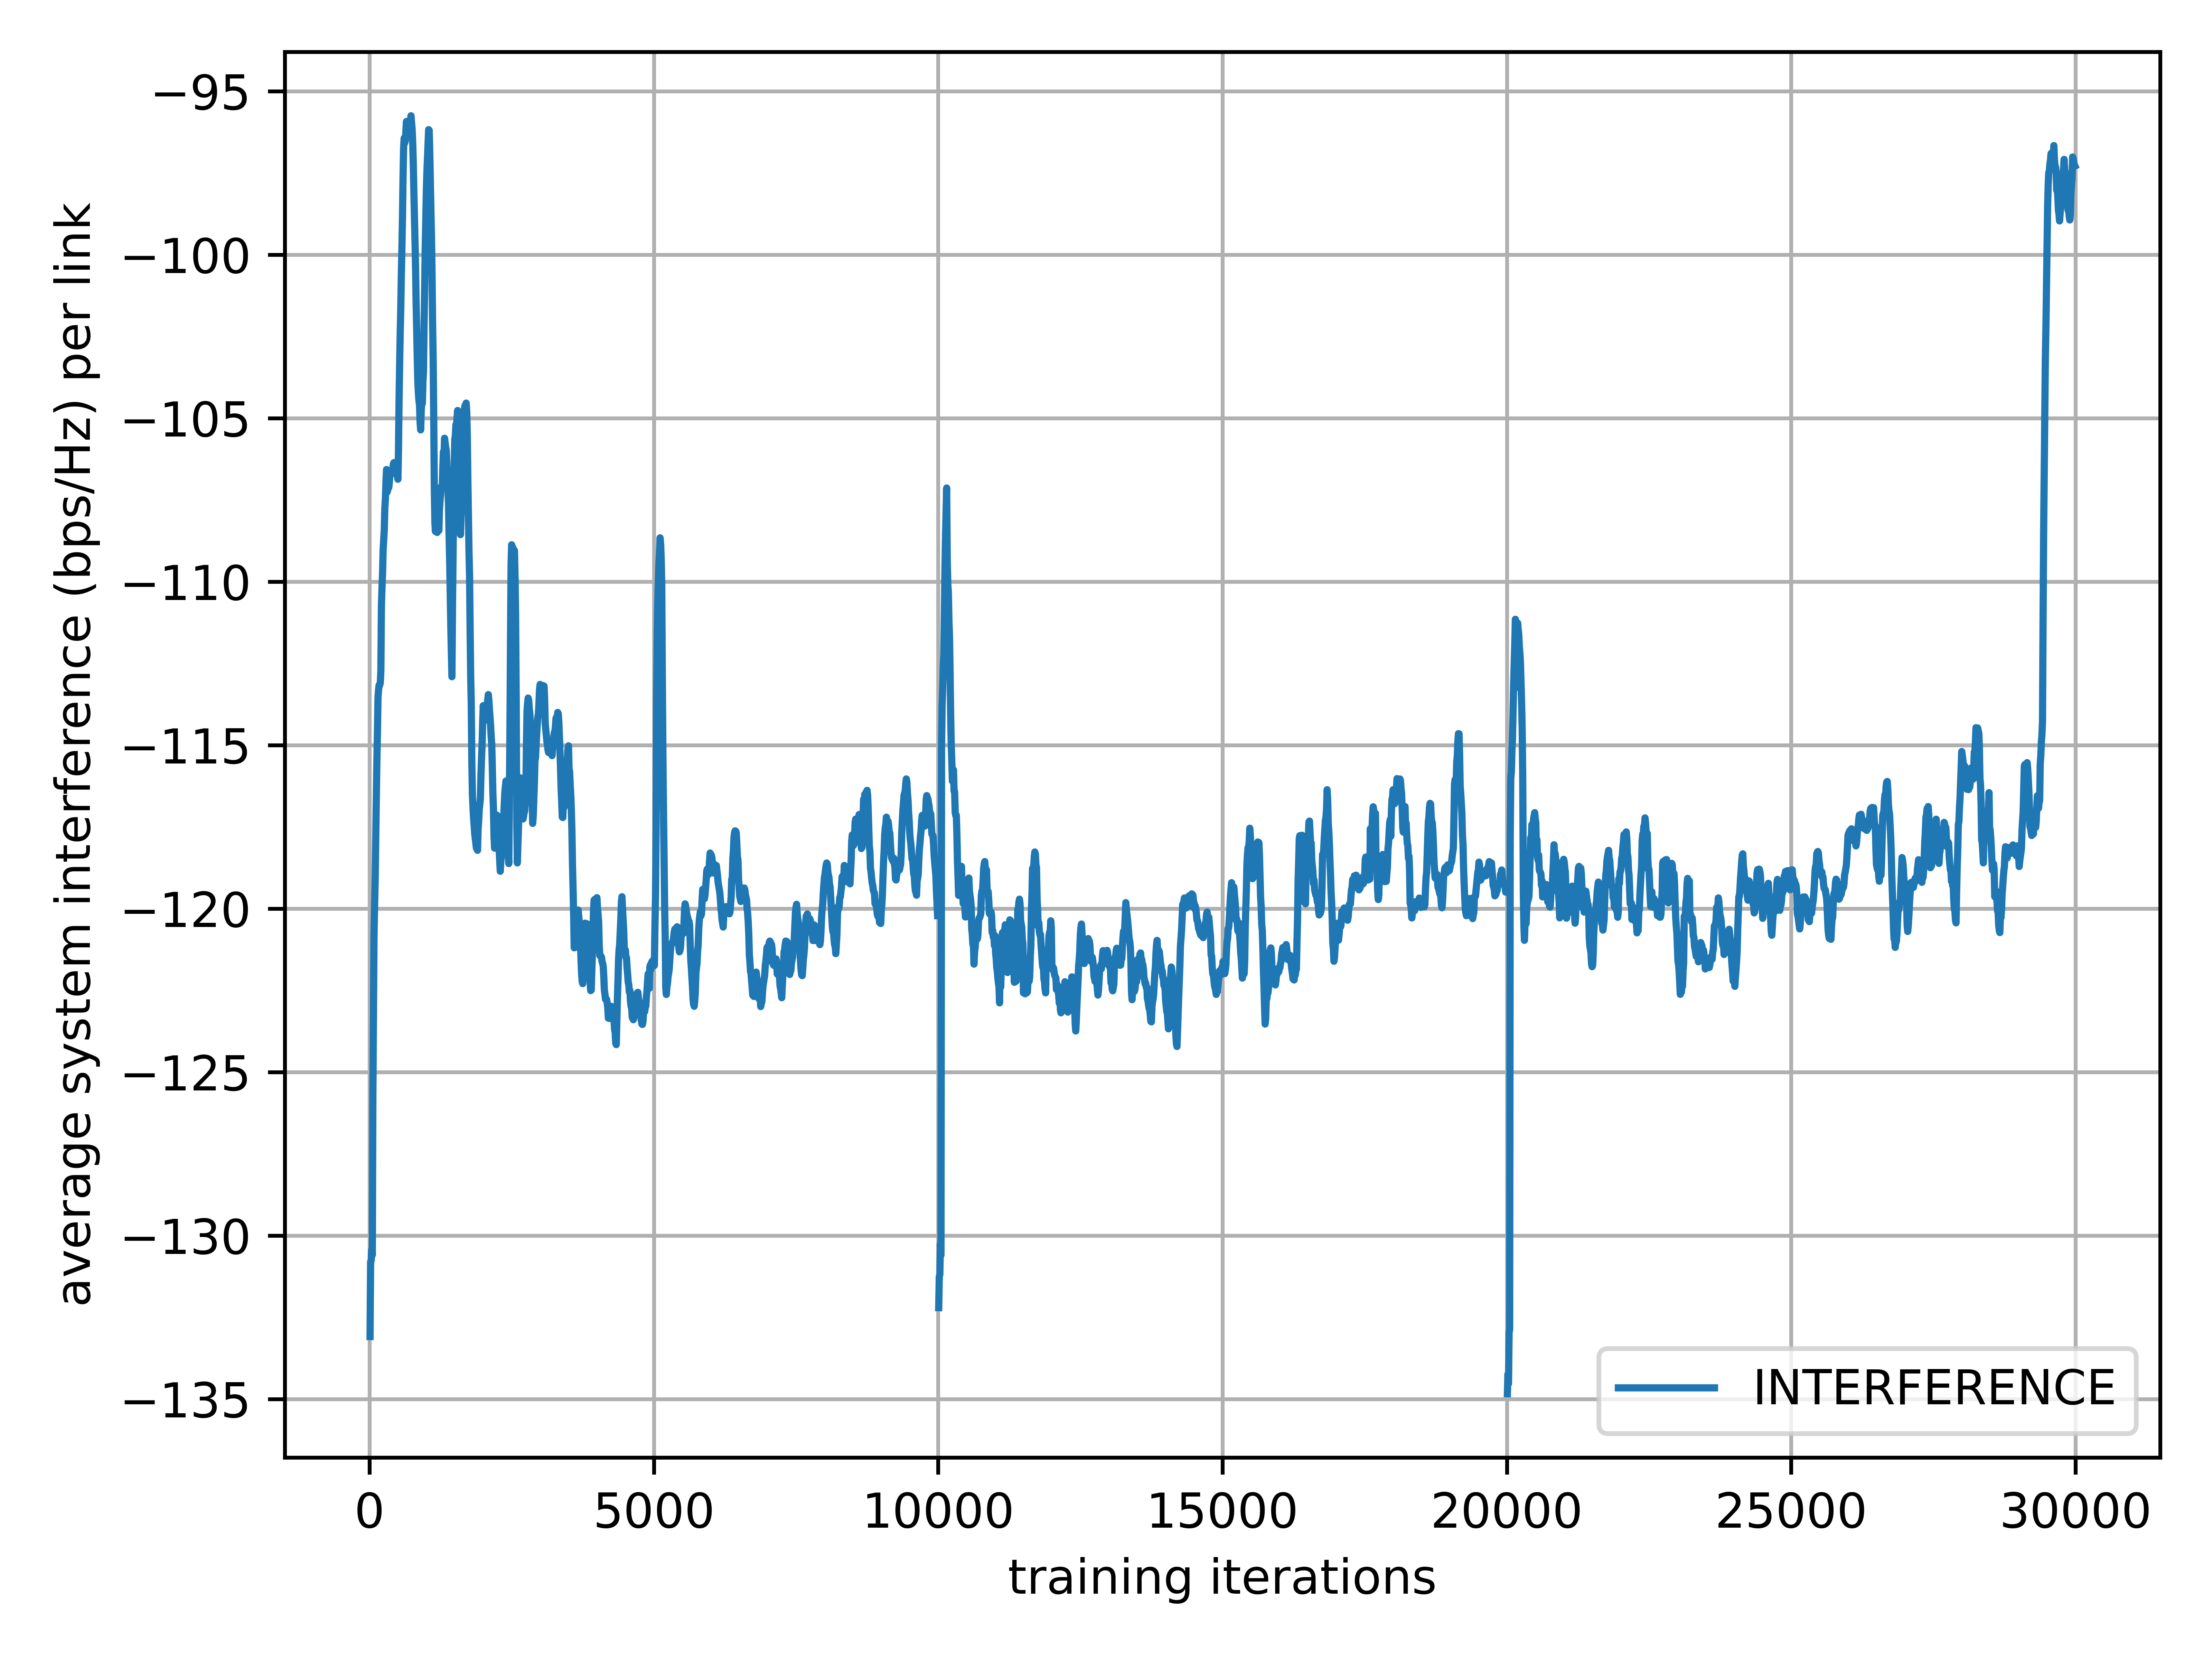 average system interference (bps/Hz) per link
−95
−100
−105
−110
−115
−120
−125
−130
−135
INTERFERENCE
0 5000 10000 15000 20000 25000 30000
training iterations